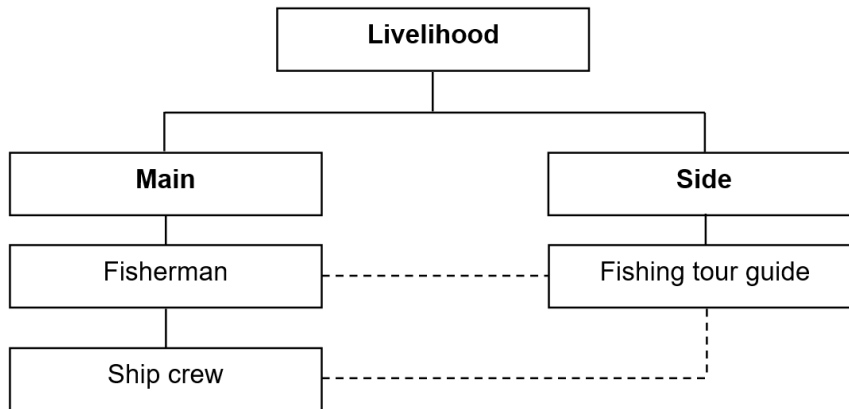 Livelihood
Main
Side
Fisherman
Fishing tour guide
Ship crew